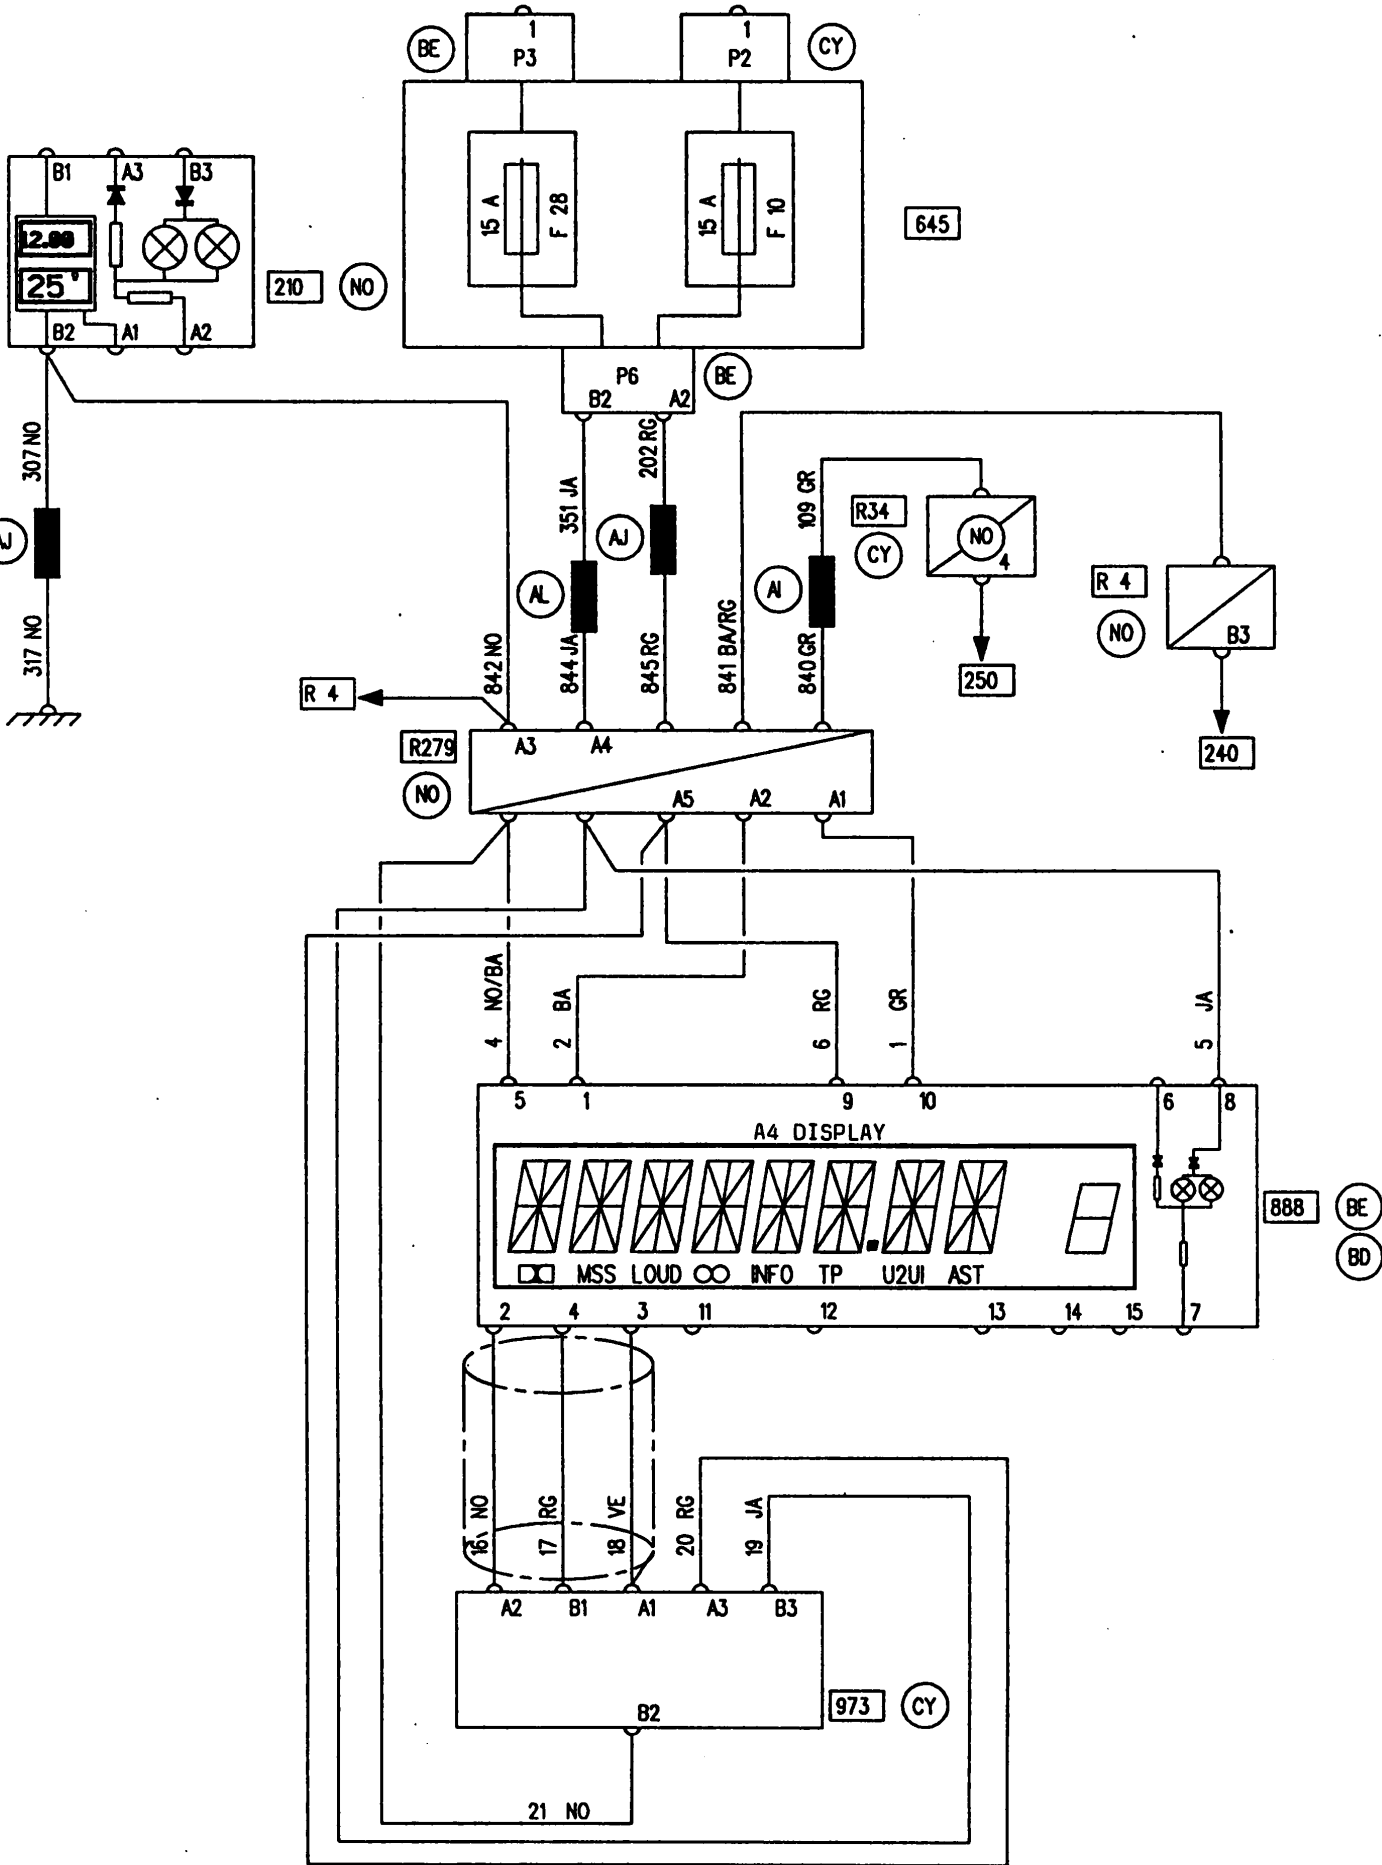 1
P3
BE
1
P2
CY
15 A
F 28
15 A
F 10
645
B1
A3
B3
12.00
25°
B2
A1
A2
210
NO
P6
B2
A2
BE
307 NO
317 NO
351 JA
844 JA
AL
202 RG
845 RG
AJ
842 NO
841 BA/RG
109 GR
840 GR
AI
R34
CY
NO
4
250
R 4
NO
B3
240
R 4
R279
NO
A3
A4
A5
A2
A1
4 NO/BA
2 BA
6 RG
1 GR
5 JA
5
1
9
10
6
8
A4 DISPLAY
MSS LOUD INFO TP U2UI AST
888
BE
BD
2
4
3
11
12
13
14
15
7
16 NO
17 RG
18 VE
20 RG
19 JA
A2
B1
A1
A3
B3
B2
973
CY
21 NO